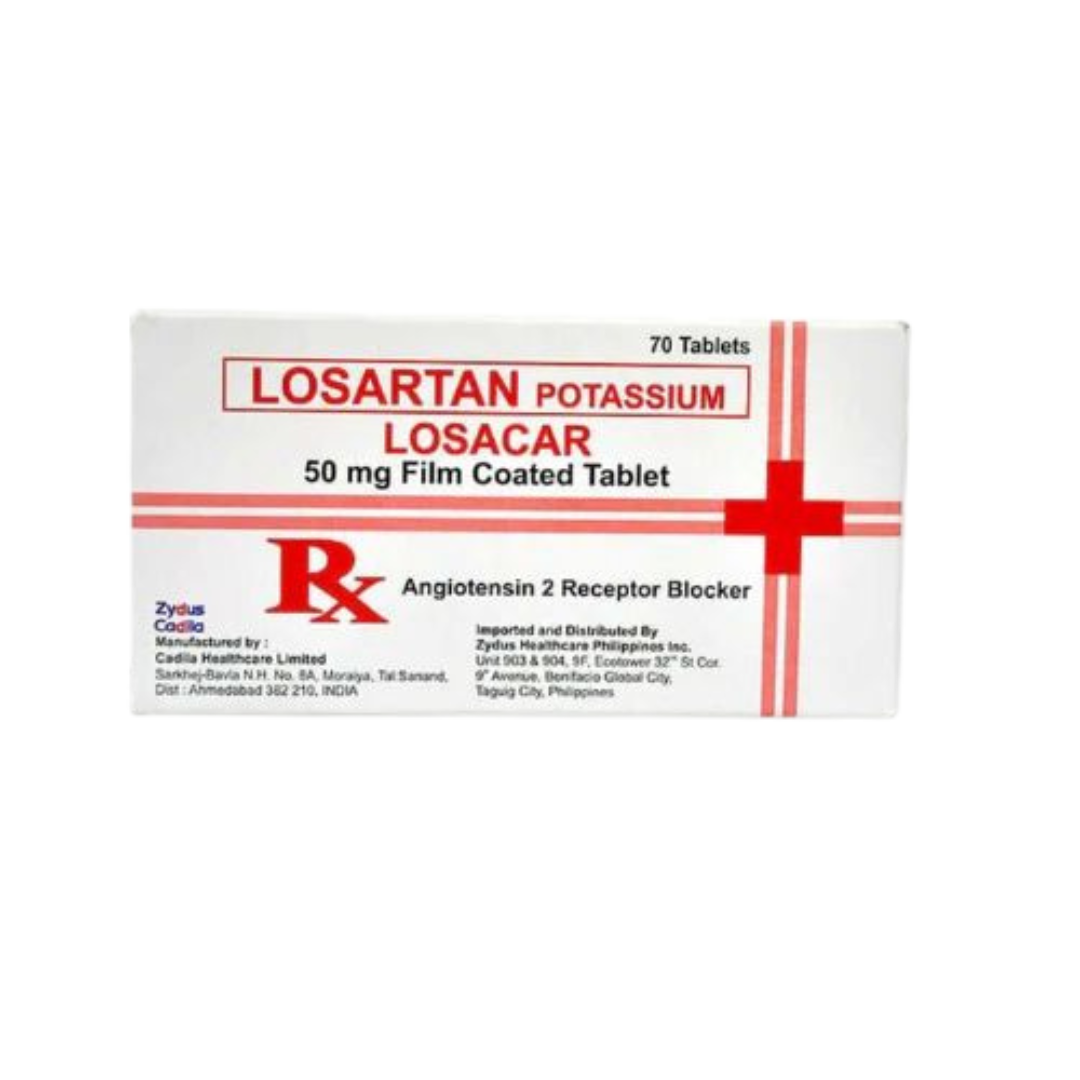 70 Tablets
LOSARTAN POTASSIUM
LOSACAR
50 mg Film Coated Tablet
Rx
Angiotensin 2 Receptor Blocker
Zydus
Cadila
Manufactured by :
Cadila Healthcare Limited
Sarkhej-Bavla N.H. No. 8A, Moraiya, Tal Sanand,
Dist : Ahmedabad 382 210, INDIA
Imported and Distributed By
Zydus Healthcare Philippines Inc.
Unit 903 & 904, 9F, Ecotower 32ⁿᵈ St Cor.
9ᵗʰ Avenue, Bonifacio Global City,
Taguig City, Philippines